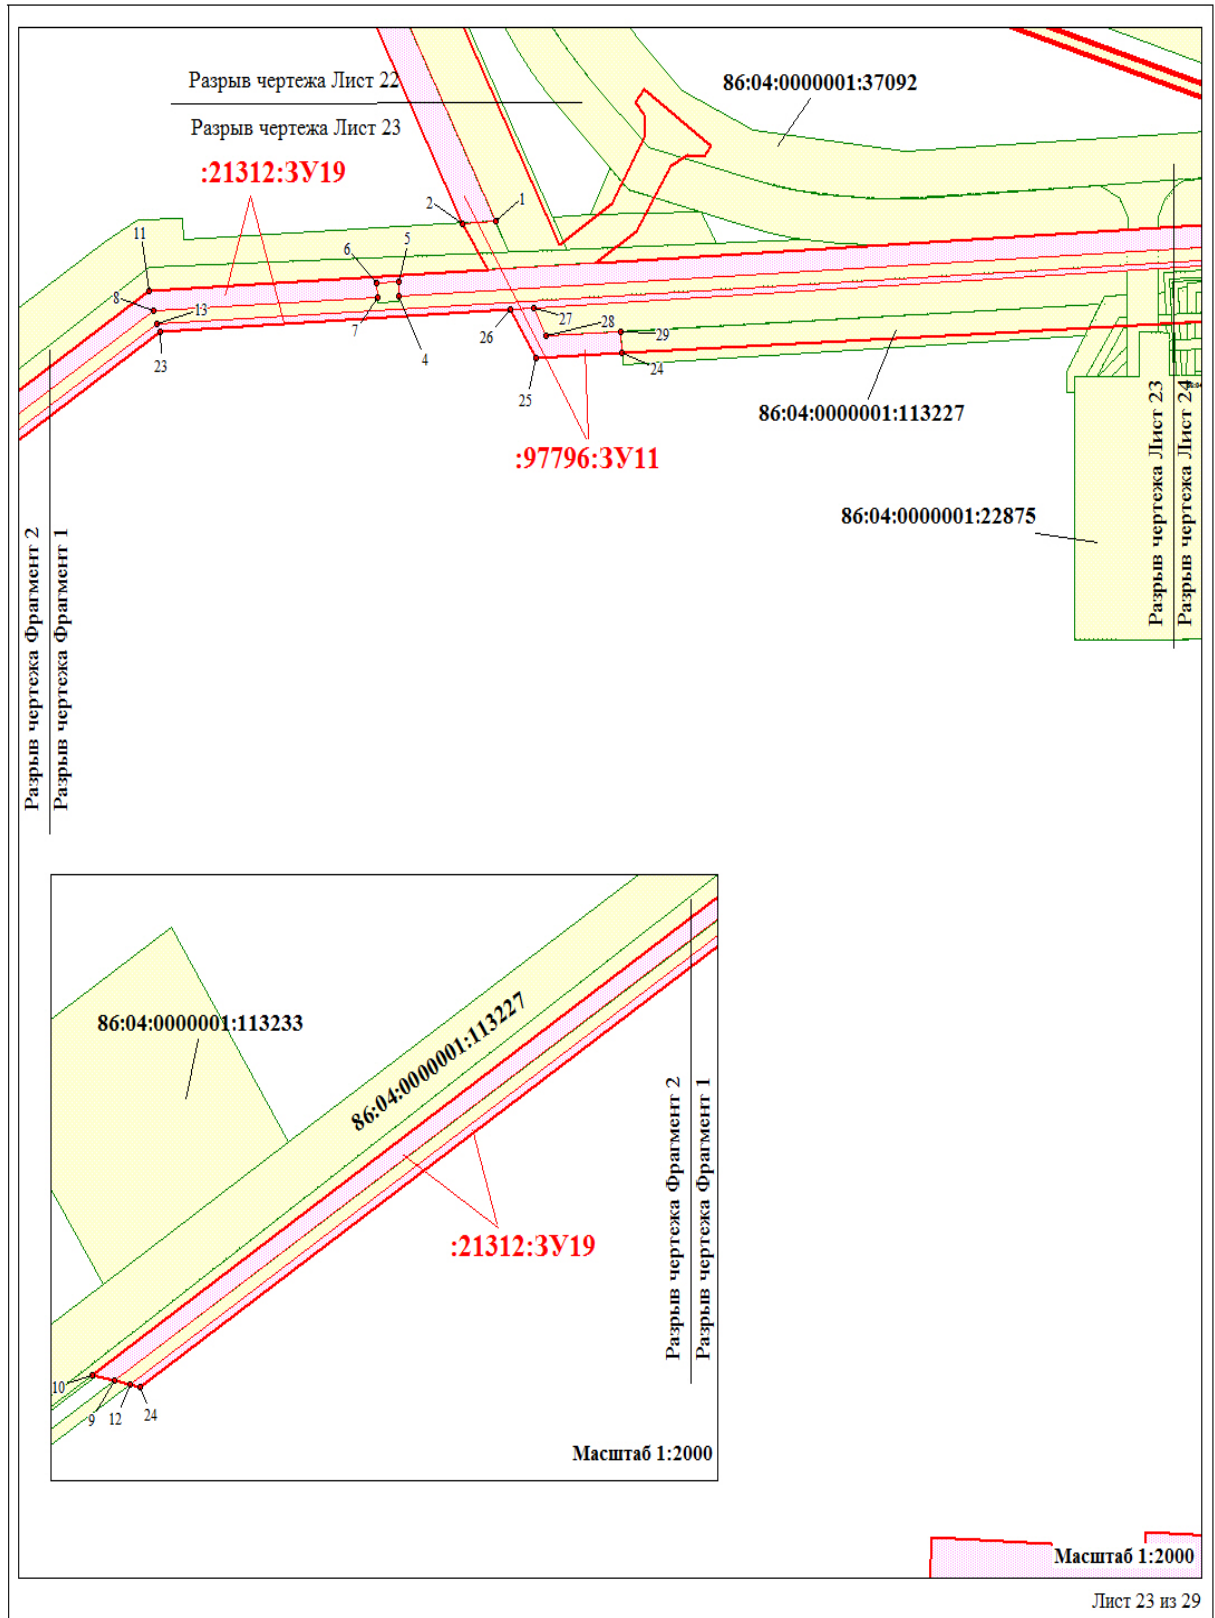 Разрыв чертежа Лист 22
Разрыв чертежа Лист 23
86:04:0000001:37092
:21312:ЗУ19
1
2
11
6
5
8
13
7
4
23
26
27
28
29
24
25
86:04:0000001:113227
:97796:ЗУ11
86:04:0000001:22875
Разрыв чертежа Лист 23
Разрыв чертежа Лист 24
Разрыв чертежа Фрагмент 2
Разрыв чертежа Фрагмент 1
86:04:0000001:113233
86:04:0000001:113227
:21312:ЗУ19
Разрыв чертежа Фрагмент 2
Разрыв чертежа Фрагмент 1
10
9
12
24
Масштаб 1:2000
Масштаб 1:2000
Лист 23 из 29